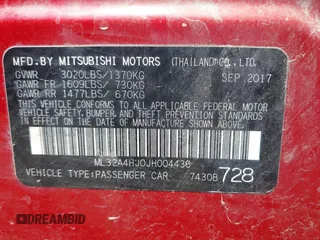 MFD.BY MITSUBISHI MOTORS (THAILAND)CO.LTD.
GVWR 3020LBS/1370KG SEP.2017
GAWR FR 1609LBS/ 730KG
GAWR RR 1477LBS/ 670KG
THIS VEHICLE CONFORMS TO ALL APPLICABLE
FEDERAL MOTOR VEHICLE SAFETY, BUMPER, AND
THEFT PREVENTION STANDARDS IN EFFECT ON
THE DATE OF MANUFACTURE SHOWN ABOVE.
ML32A4HJ0JH004436
VEHICLE TYPE:PASSENGER CAR 7430B 728
DREAMBID